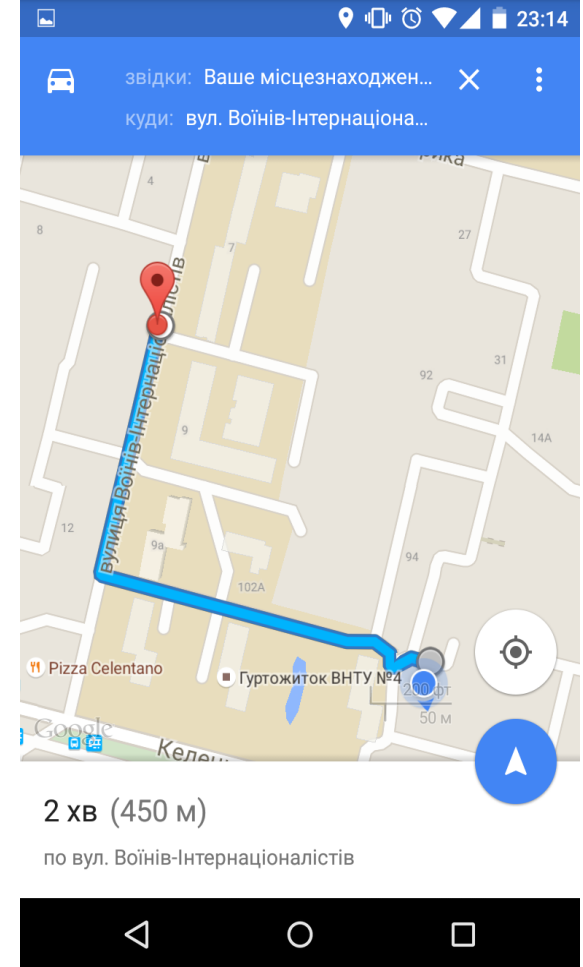 23:14
звідки: Ваше місцезнаходжен...
куди: вул. Воїнів-Інтернаціона...
4
8
7
27
31
92
14А
9
12
9а
94
102А
вулиця Воїнів-Інтернаціоналістів
Pizza Celentano
Гуртожиток ВНТУ №4
200 фт
50 м
Google
Келец
2 хв (450 м)
по вул. Воїнів-Інтернаціоналістів